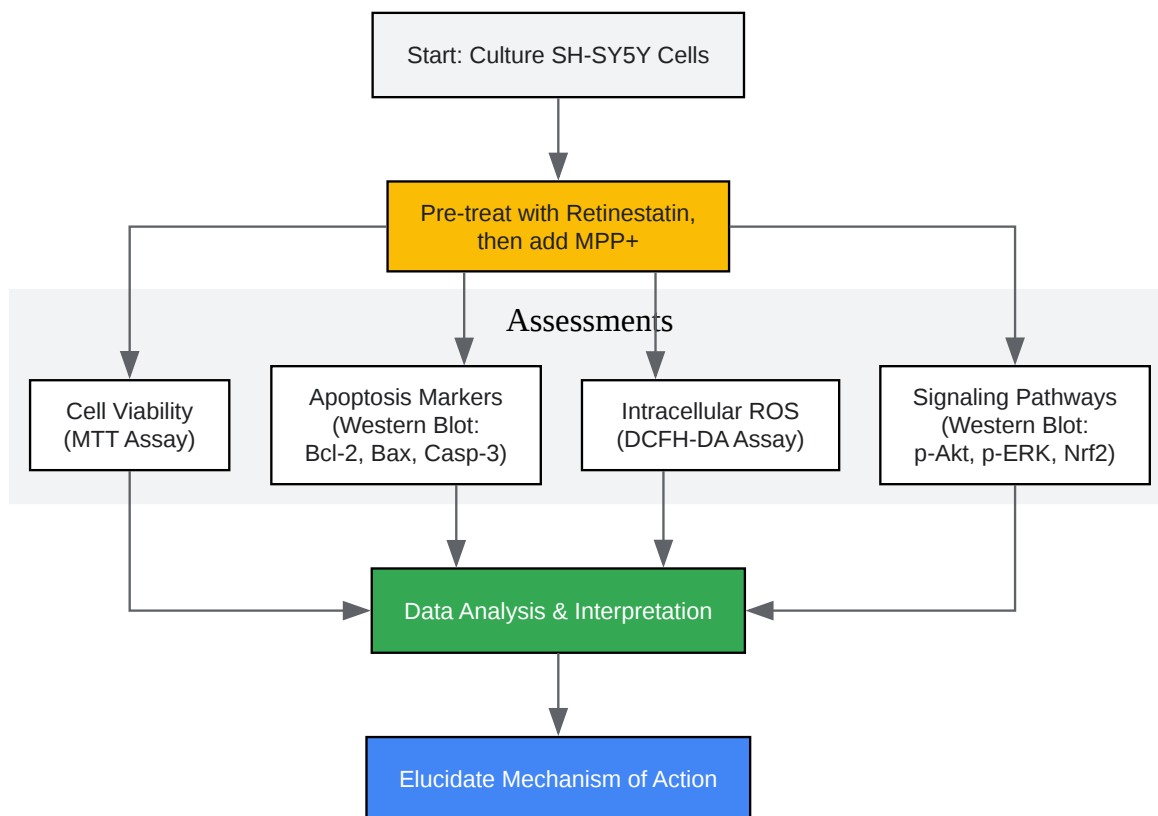 Start: Culture SH-SY5Y Cells
Pre-treat with Retinestatin,
then add MPP+
Assessments
Cell Viability
(MTT Assay)
Apoptosis Markers
(Western Blot:
Bcl-2, Bax, Casp-3)
Intracellular ROS
(DCFH-DA Assay)
Signaling Pathways
(Western Blot:
p-Akt, p-ERK, Nrf2)
Data Analysis & Interpretation
Elucidate Mechanism of Action